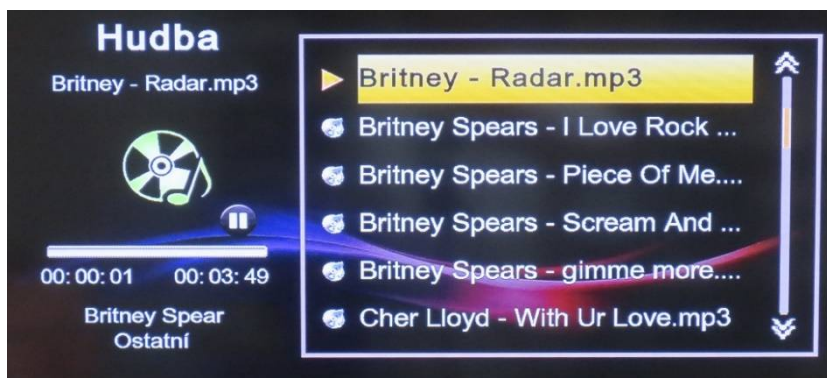 Hudba
Britney - Radar.mp3
00:00:01 00:03:49
Britney Spear
Ostatní
Britney - Radar.mp3
Britney Spears - I Love Rock ...
Britney Spears - Piece Of Me....
Britney Spears - Scream And ...
Britney Spears - gimme more....
Cher Lloyd - With Ur Love.mp3